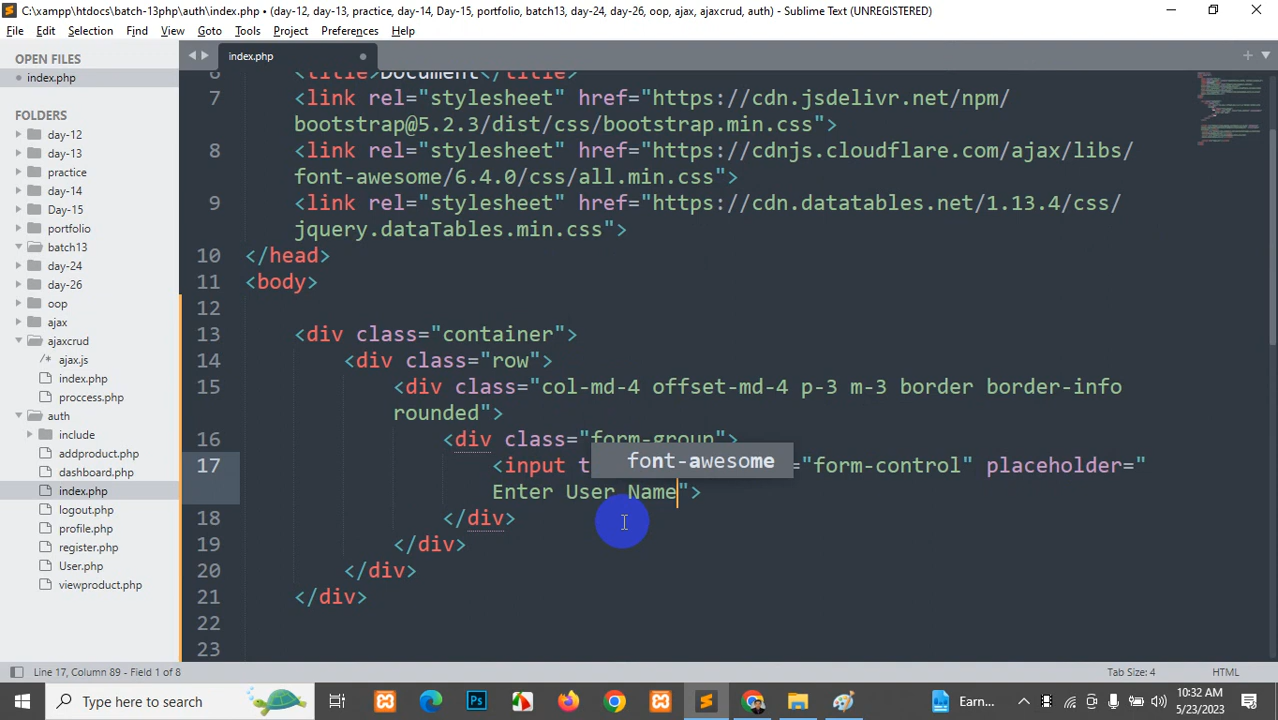 C:\xampp\htdocs\batch-13php\auth\index.php • (day-12, day-13, practice, day-14, Day-15, portfolio, batch13, day-24, day-26, oop, ajax, ajaxcrud, auth) - Sublime Text (UNREGISTERED)
File Edit Selection Find View Goto Tools Project Preferences Help
OPEN FILES
index.php
FOLDERS
day-12
day-13
practice
day-14
Day-15
portfolio
batch13
day-24
day-26
oop
ajax
ajaxcrud
/* ajax.js
index.php
proccess.php
auth
include
addproduct.php
dashboard.php
index.php
logout.php
profile.php
register.php
User.php
viewproduct.php
index.php
6 <title>Document</title>
7 <link rel="stylesheet" href="https://cdn.jsdelivr.net/npm/
bootstrap@5.2.3/dist/css/bootstrap.min.css">
8 <link rel="stylesheet" href="https://cdnjs.cloudflare.com/ajax/libs/
font-awesome/6.4.0/css/all.min.css">
9 <link rel="stylesheet" href="https://cdn.datatables.net/1.13.4/css/
jquery.dataTables.min.css">
10 </head>
11 <body>
12
13 <div class="container">
14 <div class="row">
15 <div class="col-md-4 offset-md-4 p-3 m-3 border border-info
rounded">
16 <div class="form-group">
font-awesome
17 <input t ="form-control" placeholder="
Enter User Name">
18 </div>
19 </div>
20 </div>
21 </div>
22
23
Line 17, Column 89 - Field 1 of 8
Tab Size: 4
HTML
Type here to search
Ps
Earn...
10:32 AM
5/23/2023